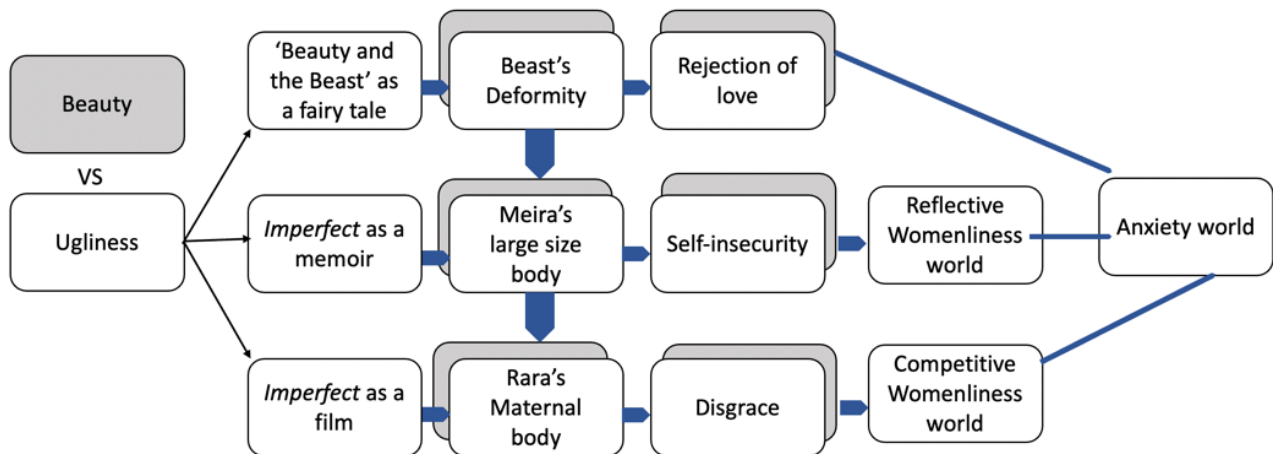 Beauty
VS
Ugliness
‘Beauty and
the Beast’ as
a fairy tale
Beast’s
Deformity
Rejection of
love
Imperfect as a
memoir
Meira’s
large size
body
Self-insecurity
Reflective
Womenliness
world
Anxiety world
Imperfect as a
film
Rara’s
Maternal
body
Disgrace
Competitive
Womenliness
world